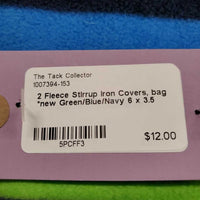 The Tack Collector
1007394-153
2 Fleece Stirrup Iron Covers, bag
*new Green/Blue/Navy 6 x 3.5
$12.00
5PCFF3